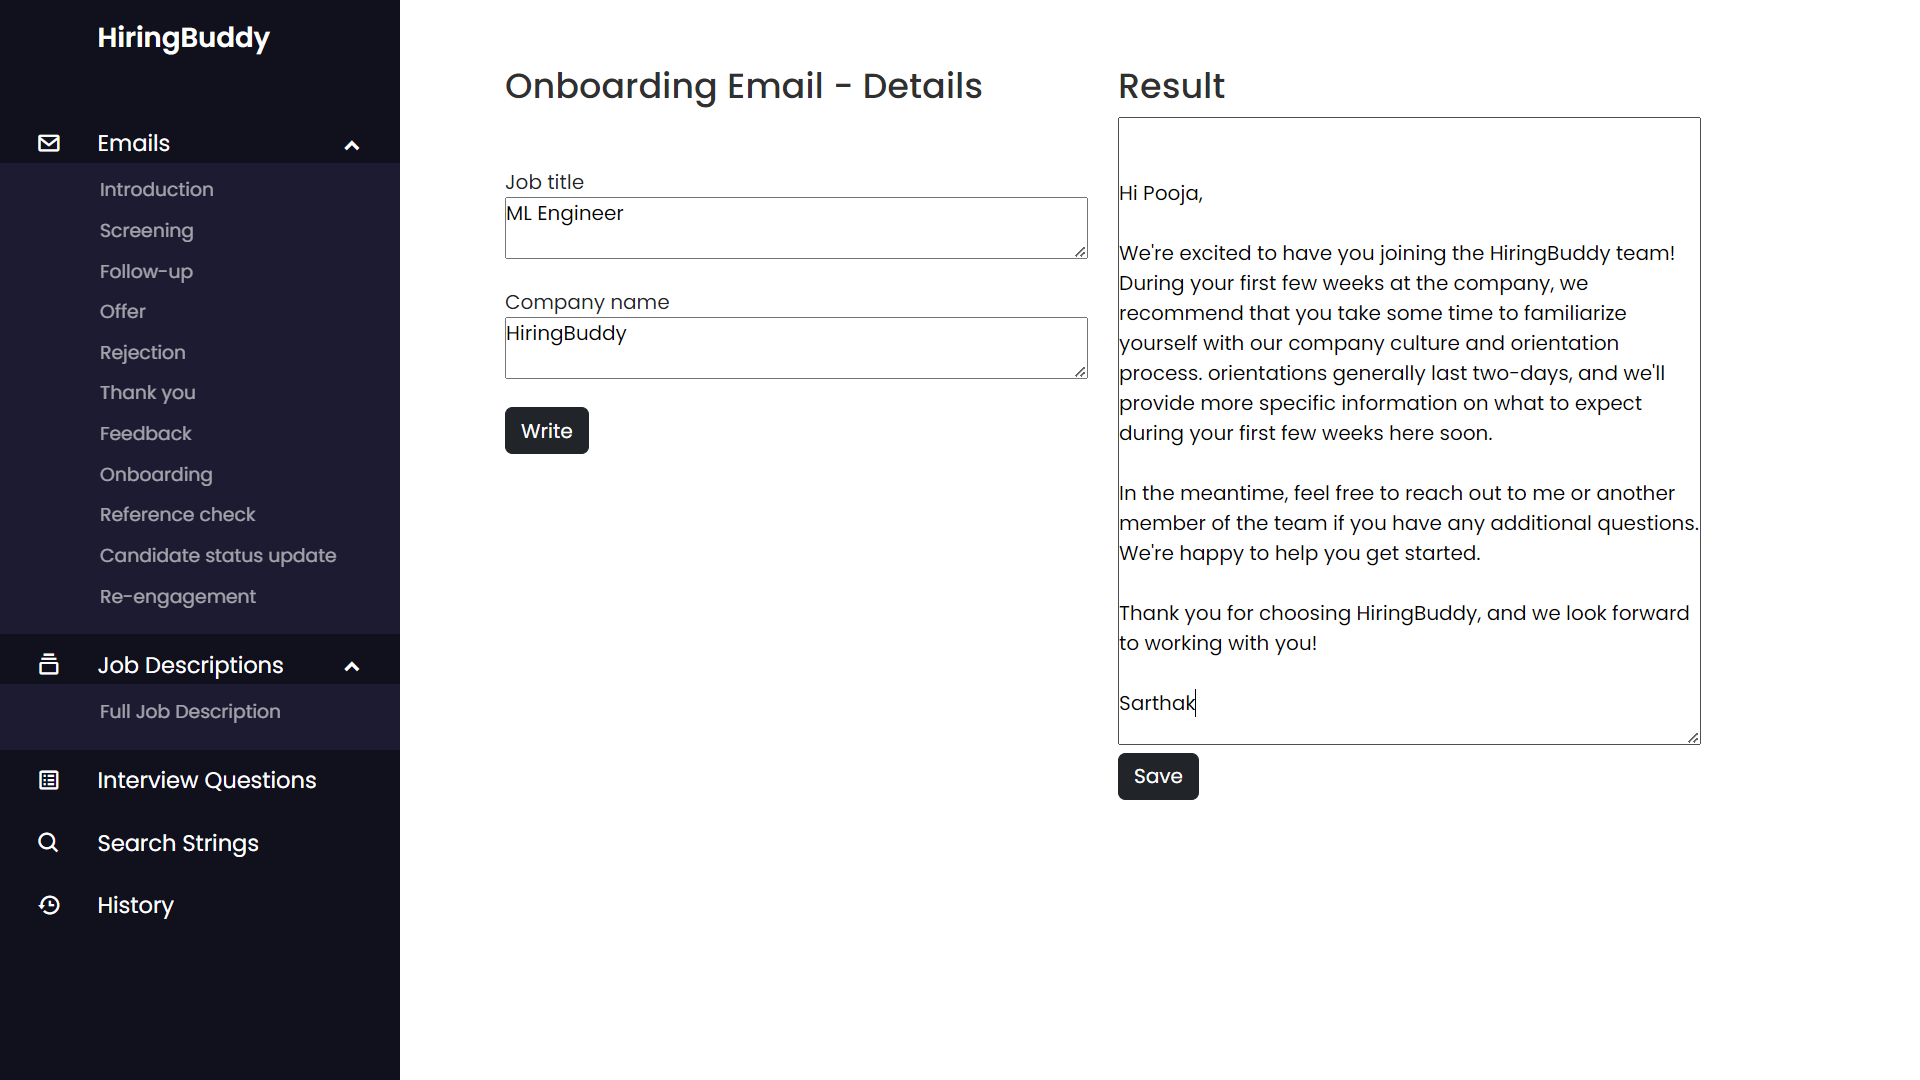 HiringBuddy
Emails
Introduction
Screening
Follow-up
Offer
Rejection
Thank you
Feedback
Onboarding
Reference check
Candidate status update
Re-engagement
Job Descriptions
Full Job Description
Interview Questions
Search Strings
History
Onboarding Email - Details
Job title
ML Engineer
Company name
HiringBuddy
Write
Result
Hi Pooja,
We're excited to have you joining the HiringBuddy team!
During your first few weeks at the company, we
recommend that you take some time to familiarize
yourself with our company culture and orientation
process. orientations generally last two-days, and we'll
provide more specific information on what to expect
during your first few weeks here soon.
In the meantime, feel free to reach out to me or another
member of the team if you have any additional questions.
We're happy to help you get started.
Thank you for choosing HiringBuddy, and we look forward
to working with you!
Sarthak
Save